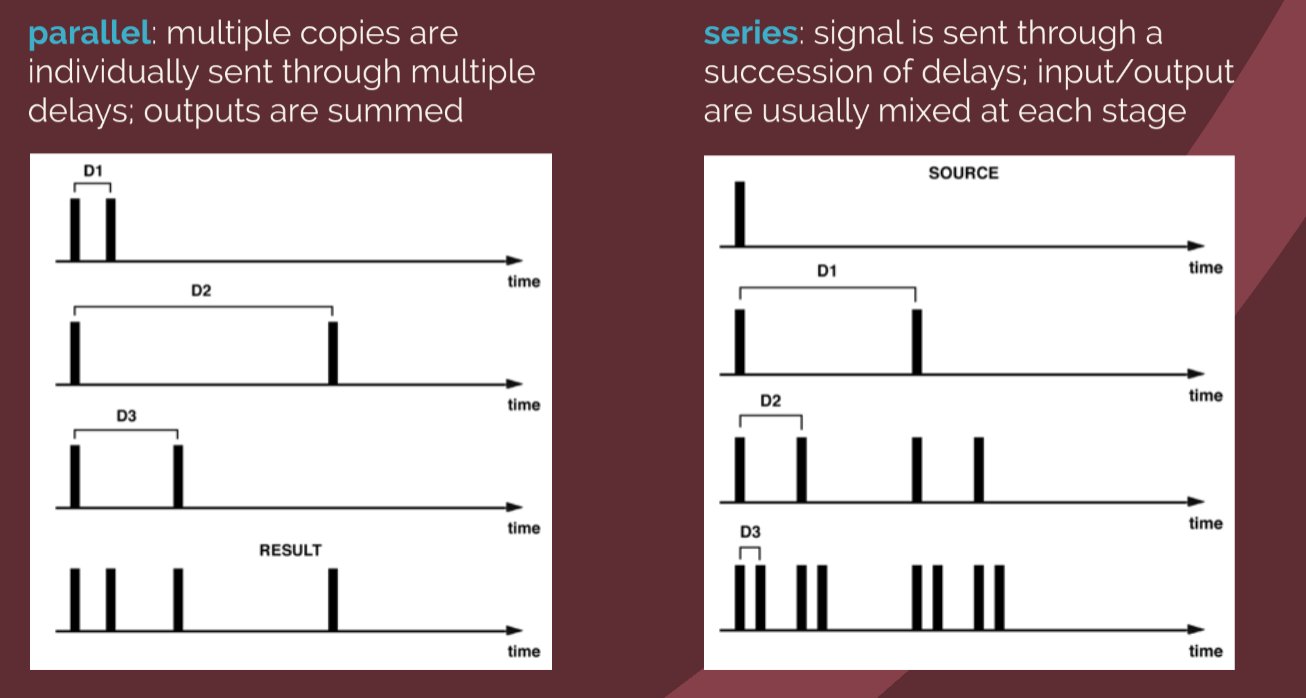 parallel: multiple copies are
individually sent through multiple
delays; outputs are summed
D1
time
D2
time
D3
time
RESULT
time
series: signal is sent through a
succession of delays; input/output
are usually mixed at each stage
SOURCE
time
D1
time
D2
time
D3
time